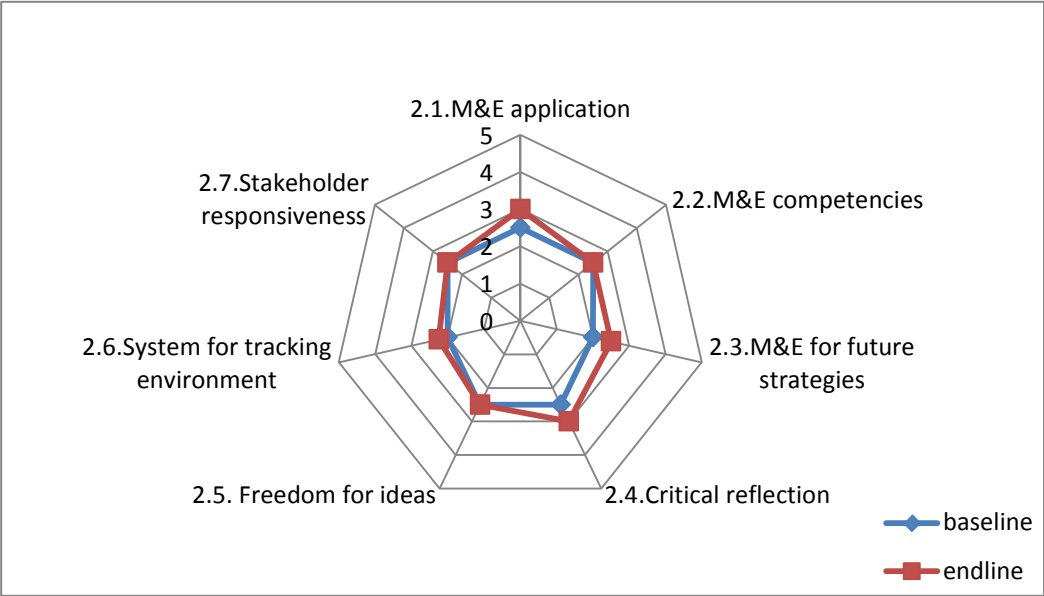 2.1.M&E application
5
4
3
2
1
0
2.2.M&E competencies
2.3.M&E for future
strategies
2.4.Critical reflection
2.5. Freedom for ideas
2.6.System for tracking
environment
2.7.Stakeholder
responsiveness
baseline
endline